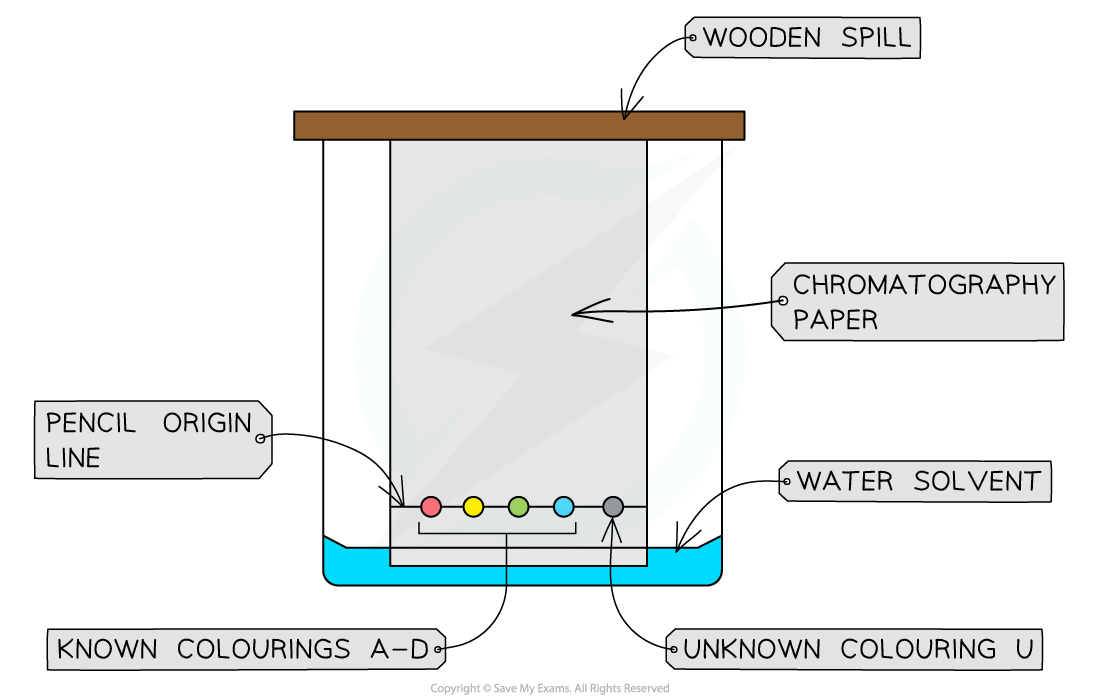 WOODEN SPILL
CHROMATOGRAPHY
PAPER
PENCIL ORIGIN
LINE
WATER SOLVENT
KNOWN COLOURINGS A-D
UNKNOWN COLOURING U
Copyright © Save My Exams. All Rights Reserved